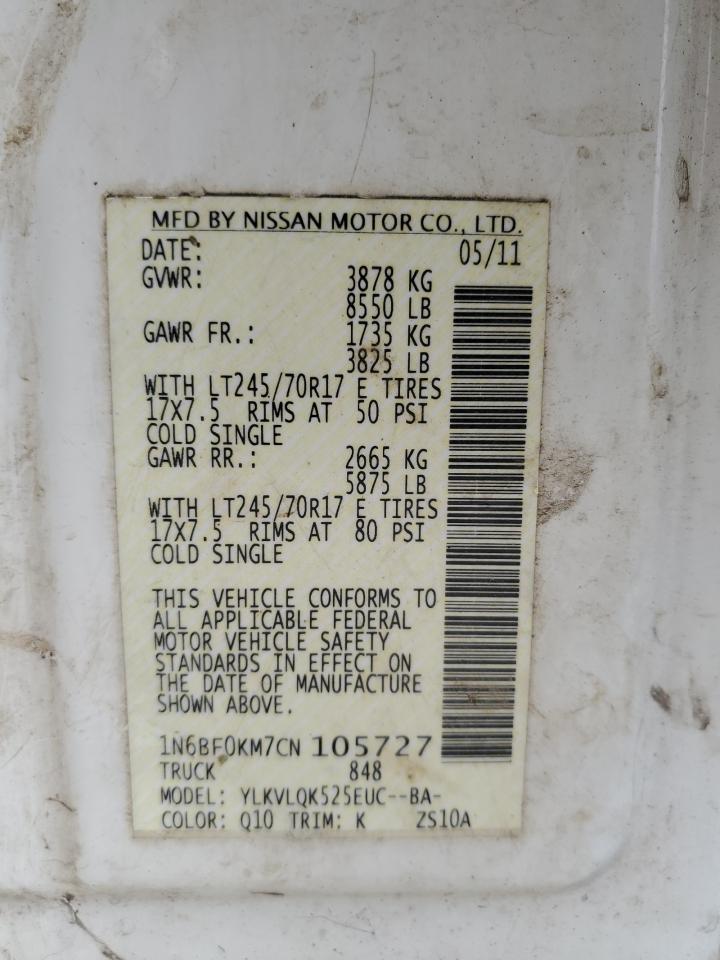 MFD BY NISSAN MOTOR CO., LTD.
DATE: 05/11
GVWR: 3878 KG
8550 LB
GAWR FR.: 1735 KG
3825 LB
WITH LT245/70R17 E TIRES
17X7.5 RIMS AT 50 PSI
COLD SINGLE
GAWR RR.: 2665 KG
5875 LB
WITH LT245/70R17 E TIRES
17X7.5 RIMS AT 80 PSI
COLD SINGLE
THIS VEHICLE CONFORMS TO
ALL APPLICABLE FEDERAL
MOTOR VEHICLE SAFETY
STANDARDS IN EFFECT ON
THE DATE OF MANUFACTURE
SHOWN ABOVE.
1N6BF0KM7CN 105727
TRUCK 848
MODEL: YLKVLQK525EUC--BA-
COLOR: Q10 TRIM: K ZS10A